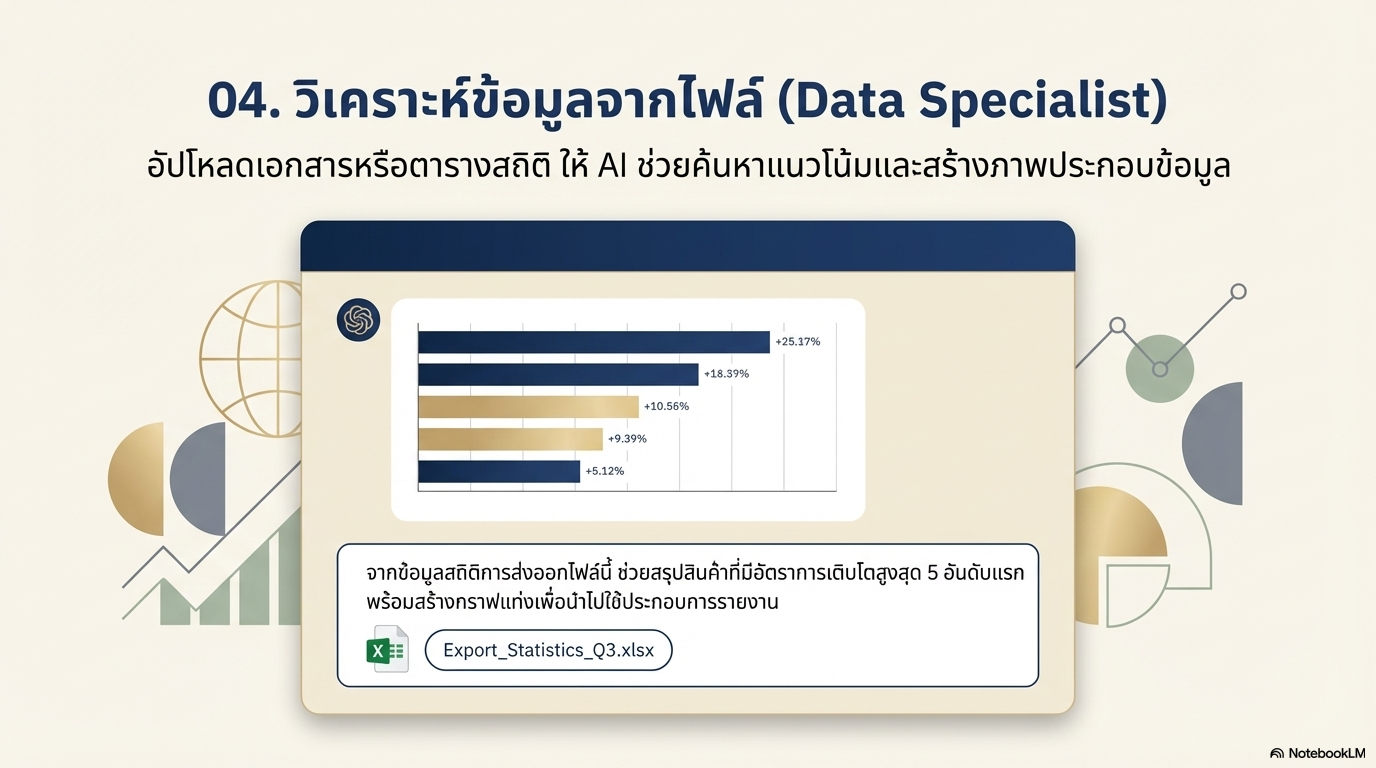 04. วิเคราะห์ข้อมูลจากไฟล์ (Data Specialist)
อัปโหลดเอกสารหรือตารางสถิติ ให้ AI ช่วยค้นหาแนวโน้มและสร้างภาพประกอบข้อมูล
+25.17%
+18.39%
+10.56%
+9.39%
+5.12%
จากข้อมูลสถิติการส่งออกไฟล์นี้ ช่วยสรุปสินค้าที่มีอัตราการเติบโตสูงสุด 5 อันดับแรก
พร้อมสร้างกราฟแท่งเพื่อนำไปใช้ประกอบการรายงาน
X
Export_Statistics_Q3.xlsx
NotebookLM